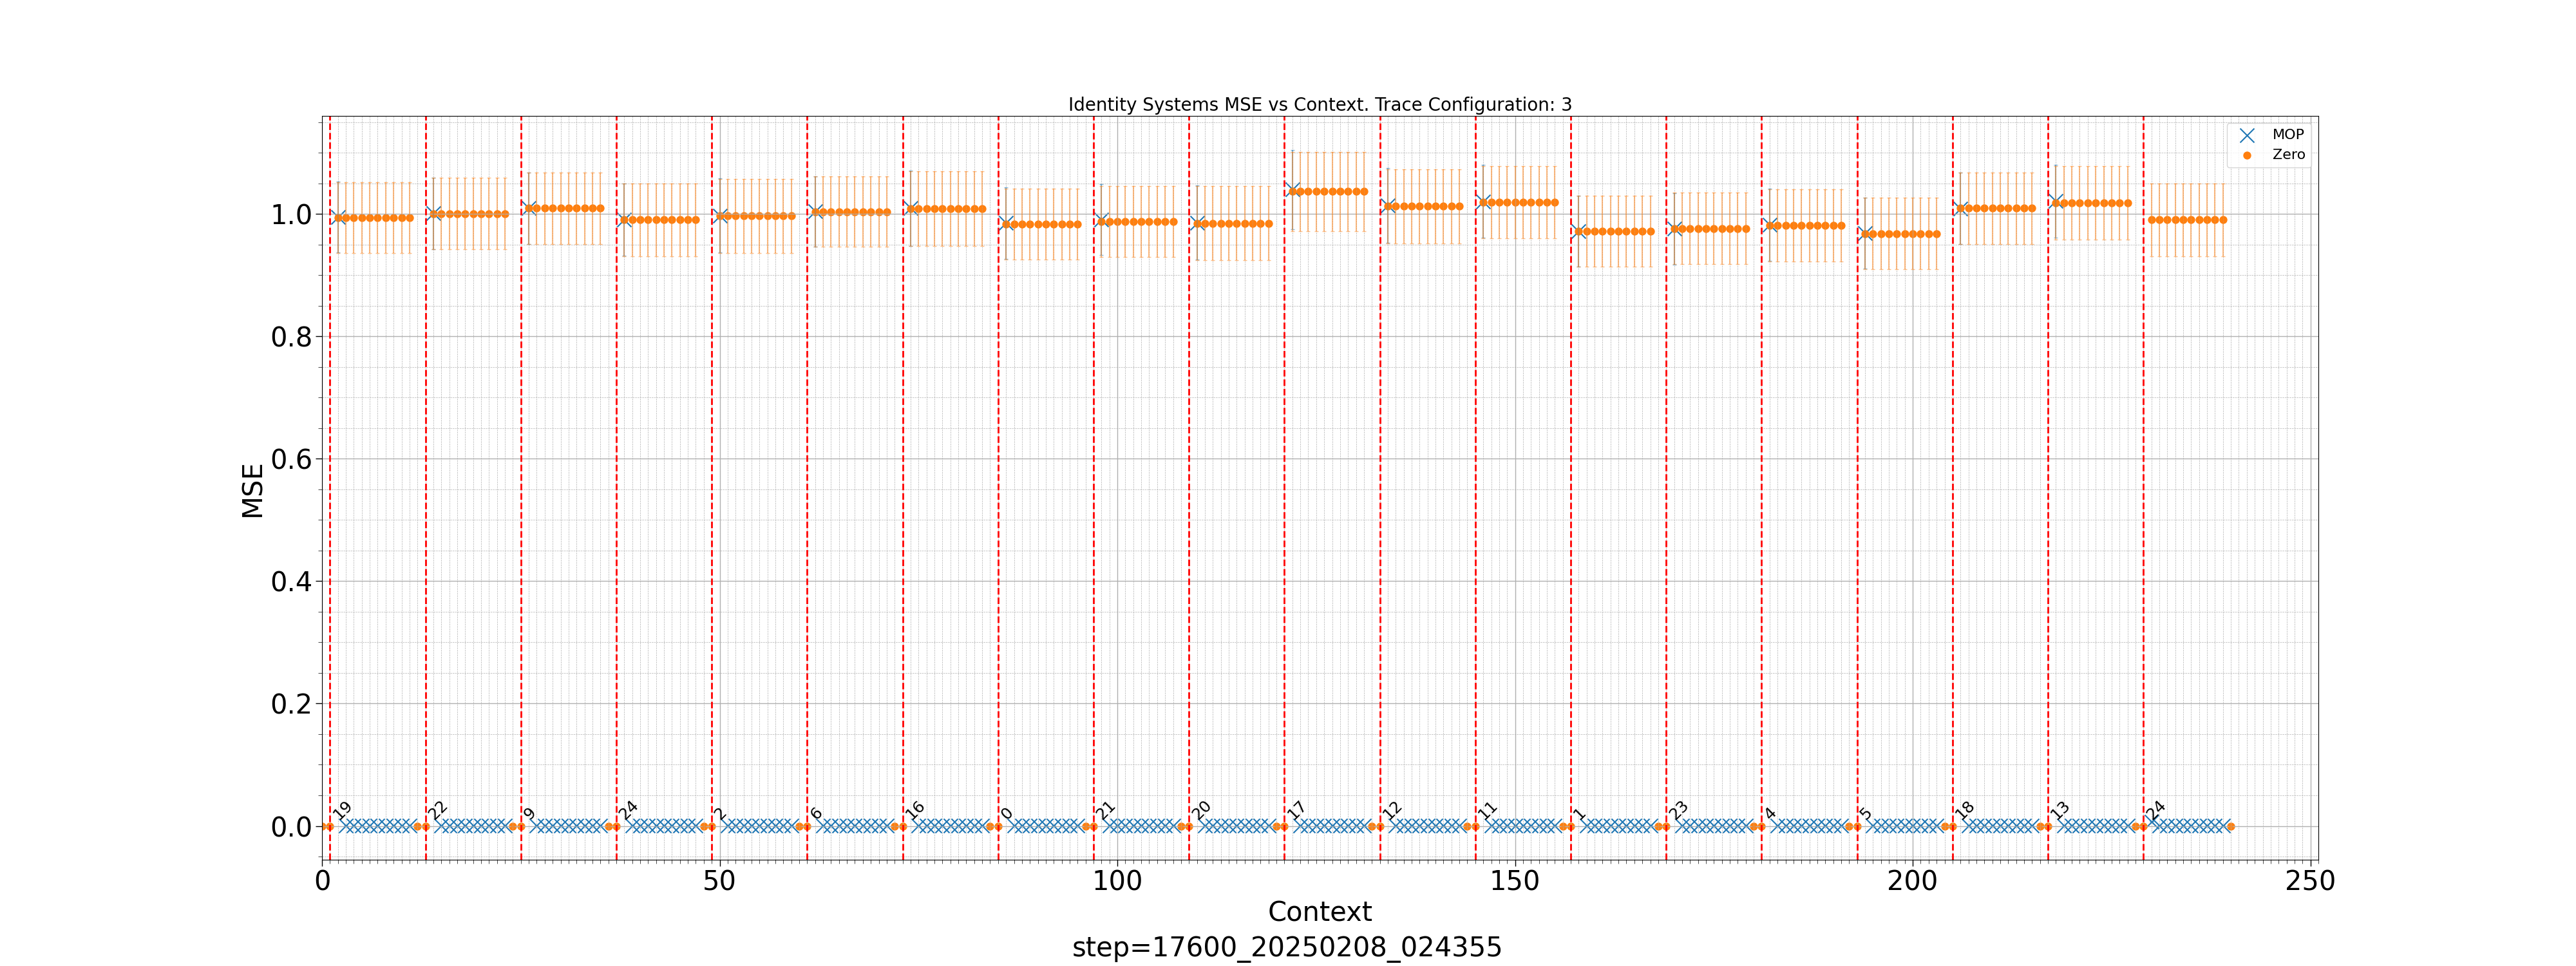 Identity Systems MSE vs Context. Trace Configuration: 3
MOP
Zero
1.0
0.8
0.6
0.4
0.2
0.0
MSE
19 22 9 24 2 6 16 0 21 20 17 12 11 1 23 4 5 18 13 24
0 50 100 150 200 250
Context
step=17600_20250208_024355